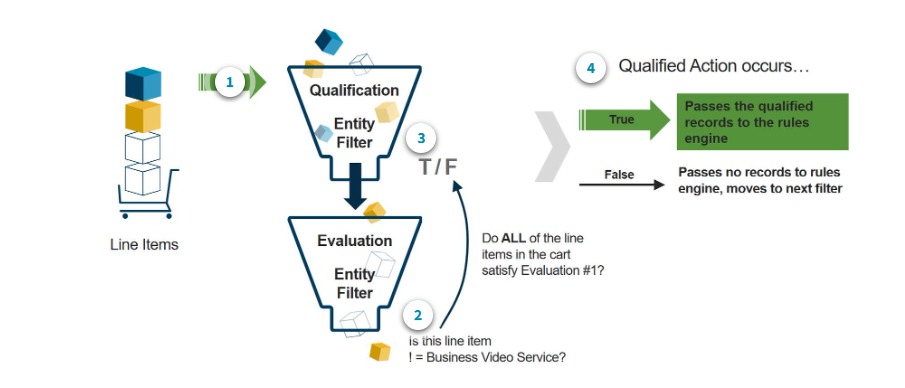 4
Qualified Action occurs…
1
Qualification
Entity
Filter
3
T / F
True
Passes the qualified
records to the rules
engine
False
Passes no records to rules
engine, moves to next filter
Line Items
Evaluation
Entity
Filter
Do ALL of the line
items in the cart
satisfy Evaluation #1?
2
Is this line item
! = Business Video Service?